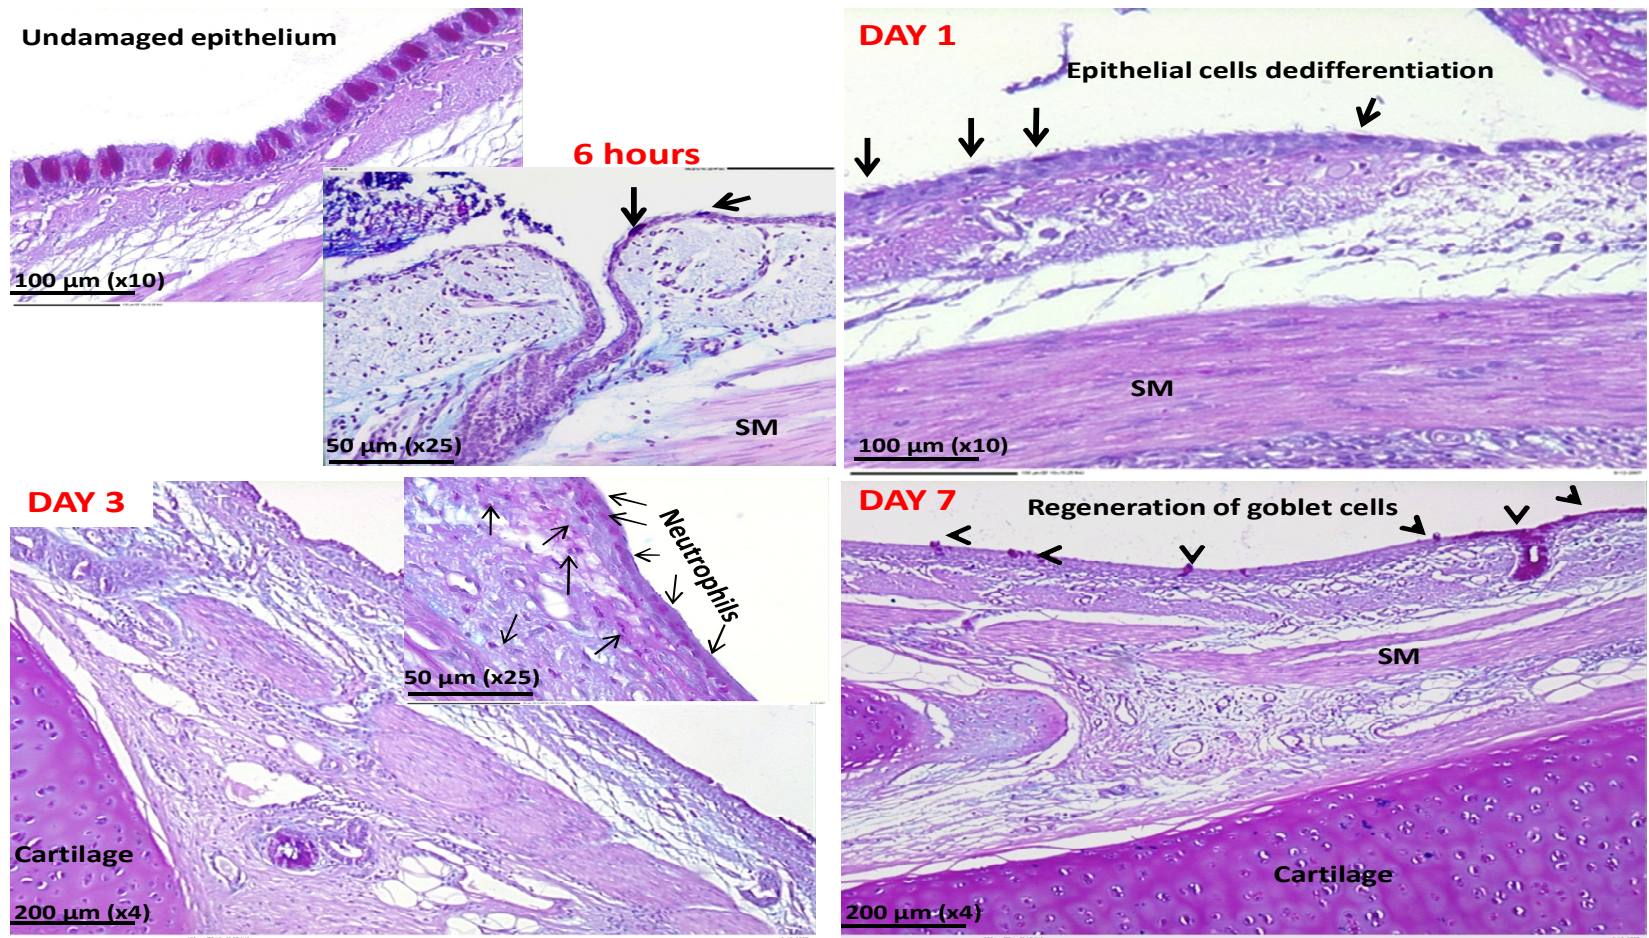 Undamaged epithelium
100 µm (x10)
6 hours
50 µm (x25)
SM
DAY 1
Epithelial cells dedifferentiation
SM
100 µm (x10)
DAY 3
Neutrophils
50 µm (x25)
Cartilage
200 µm (x4)
DAY 7
Regeneration of goblet cells
SM
Cartilage
200 µm (x4)